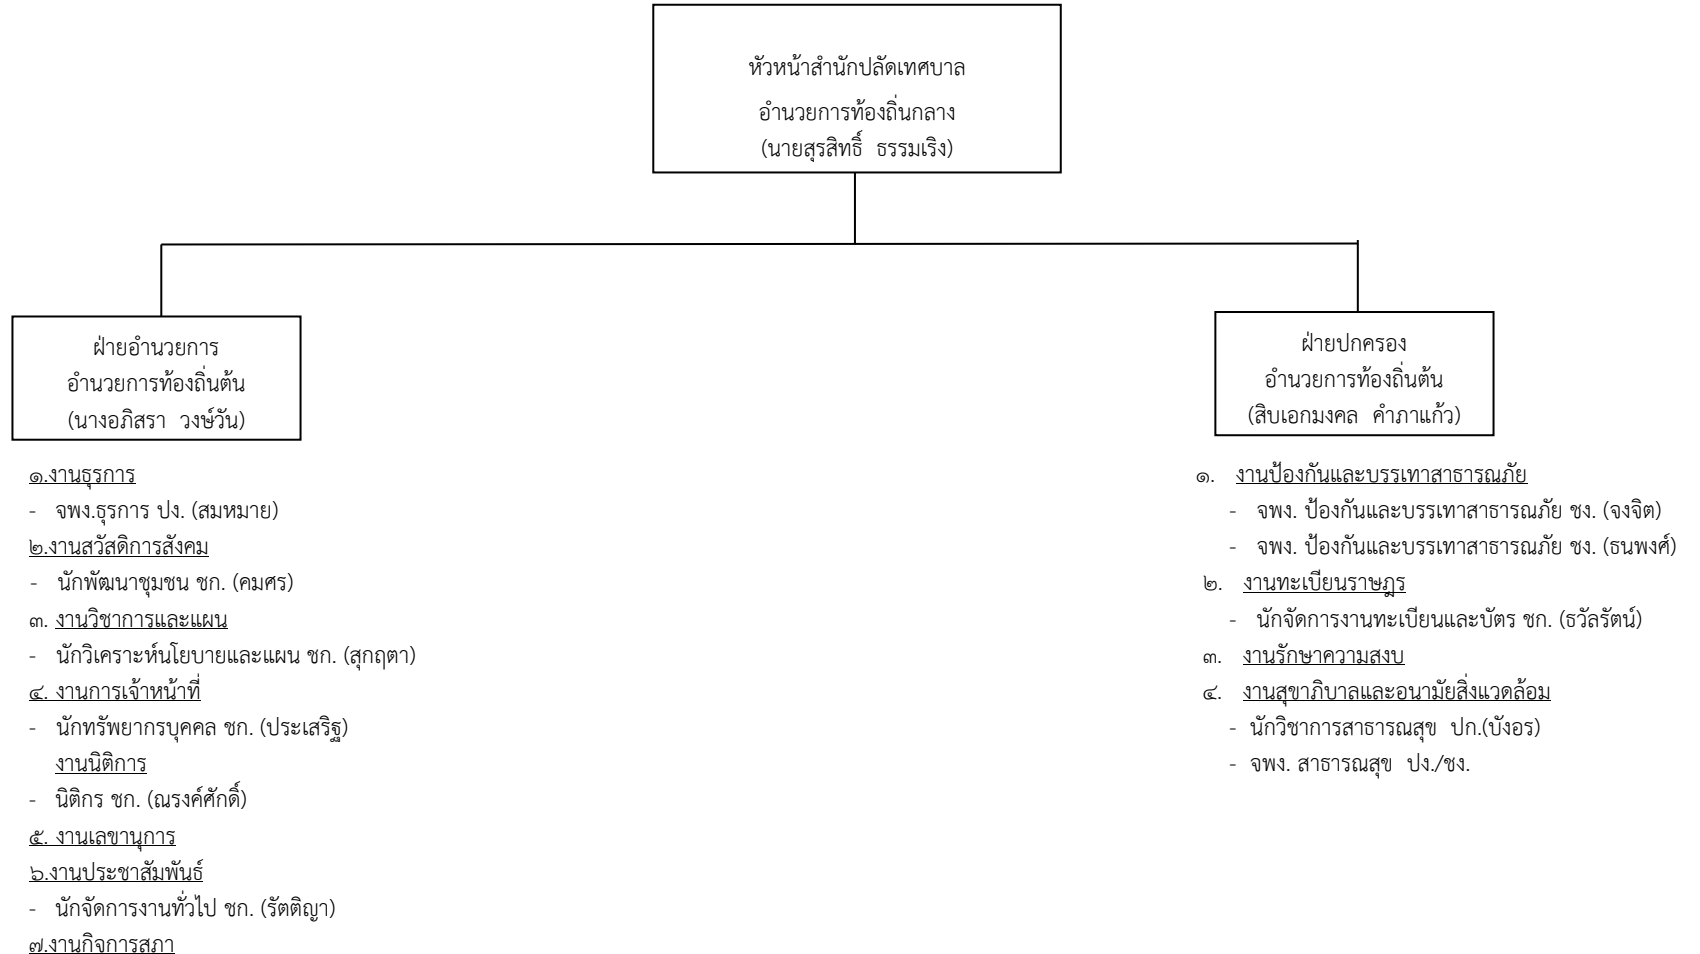 หัวหน้าสำนักปลัดเทศบาล
อำนวยการท้องถิ่นกลาง
(นายสุรสิทธิ์ ธรรมเริง)
ฝ่ายอำนวยการ
อำนวยการท้องถิ่นต้น
(นางอภิสรา วงษ์วัน)
๑.งานธุรการ
- จพง.ธุรการ ปง. (สมหมาย)
๒.งานสวัสดิการสังคม
- นักพัฒนาชุมชน ชก. (คมศร)
๓. งานวิชาการและแผน
- นักวิเคราะห์นโยบายและแผน ชก. (สุกฤตา)
๔. งานการเจ้าหน้าที่
- นักทรัพยากรบุคคล ชก. (ประเสริฐ)
งานนิติการ
- นิติกร ชก. (ณรงค์ศักดิ์)
๕. งานเลขานุการ
๖.งานประชาสัมพันธ์
- นักจัดการงานทั่วไป ชก. (รัตติญา)
๗.งานกิจการสภา
ฝ่ายปกครอง
อำนวยการท้องถิ่นต้น
(สิบเอกมงคล คำภาแก้ว)
๑. งานป้องกันและบรรเทาสาธารณภัย
- จพง. ป้องกันและบรรเทาสาธารณภัย ชง. (จงจิต)
- จพง. ป้องกันและบรรเทาสาธารณภัย ชง. (ธนพงศ์)
๒. งานทะเบียนราษฎร
- นักจัดการงานทะเบียนและบัตร ชก. (ธวัลรัตน์)
๓. งานรักษาความสงบ
๔. งานสุขาภิบาลและอนามัยสิ่งแวดล้อม
- นักวิชาการสาธารณสุข ปก.(บังอร)
- จพง. สาธารณสุข ปง./ชง.